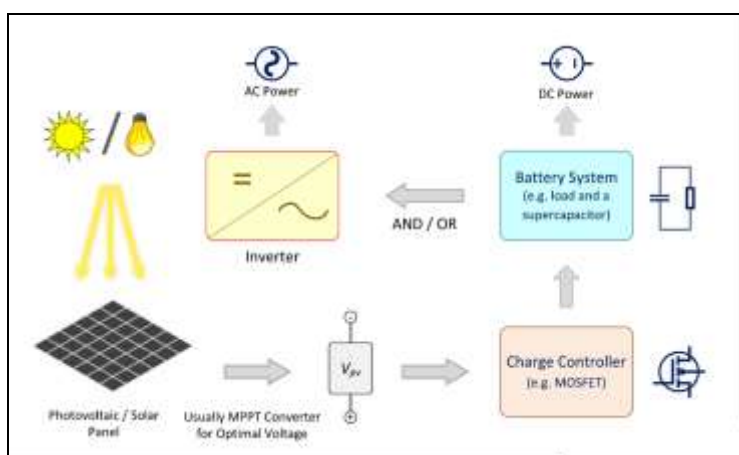 AC Power
DC Power
Battery System
(e.g. load and a
supercapacitor)
AND / OR
Inverter
Charge Controller
(e.g. MOSFET)
Vpv
Photovoltaic / Solar
Panel
Usually MPPT Converter
for Optimal Voltage